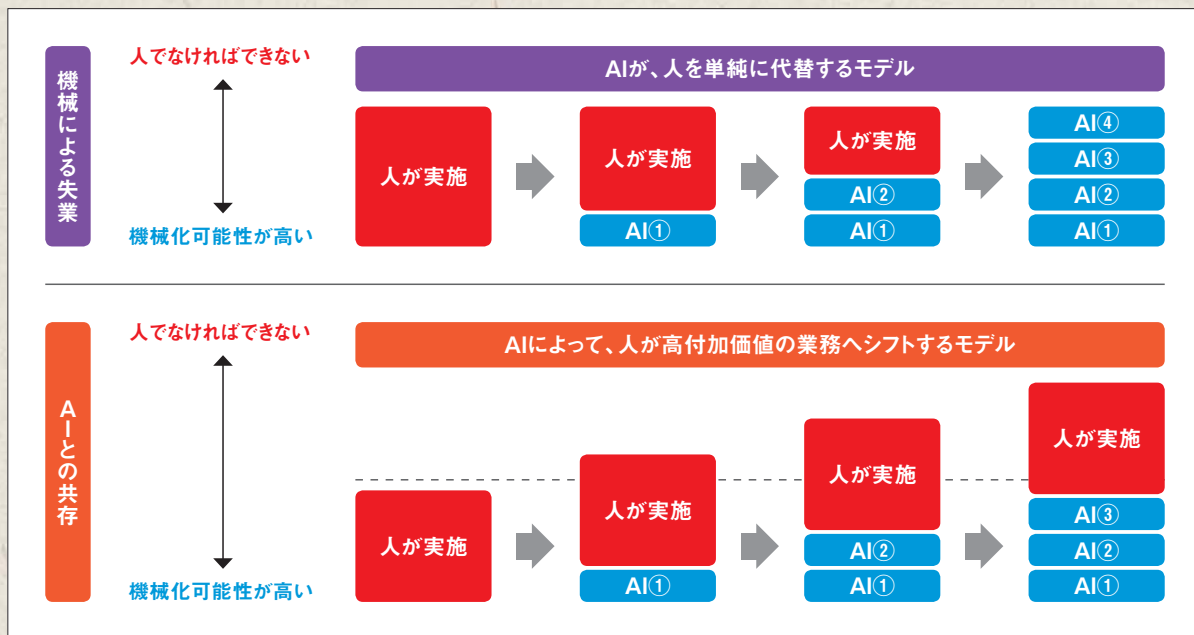 機械による失業
人でなければできない
機械化可能性が高い
AIが、人を単純に代替するモデル
人が実施
人が実施
AI①
人が実施
AI②
AI①
AI④
AI③
AI②
AI①
AIとの共存
人でなければできない
機械化可能性が高い
AIによって、人が高付加価値の業務へシフトするモデル
人が実施
人が実施
AI①
人が実施
AI②
AI①
人が実施
AI③
AI②
AI①